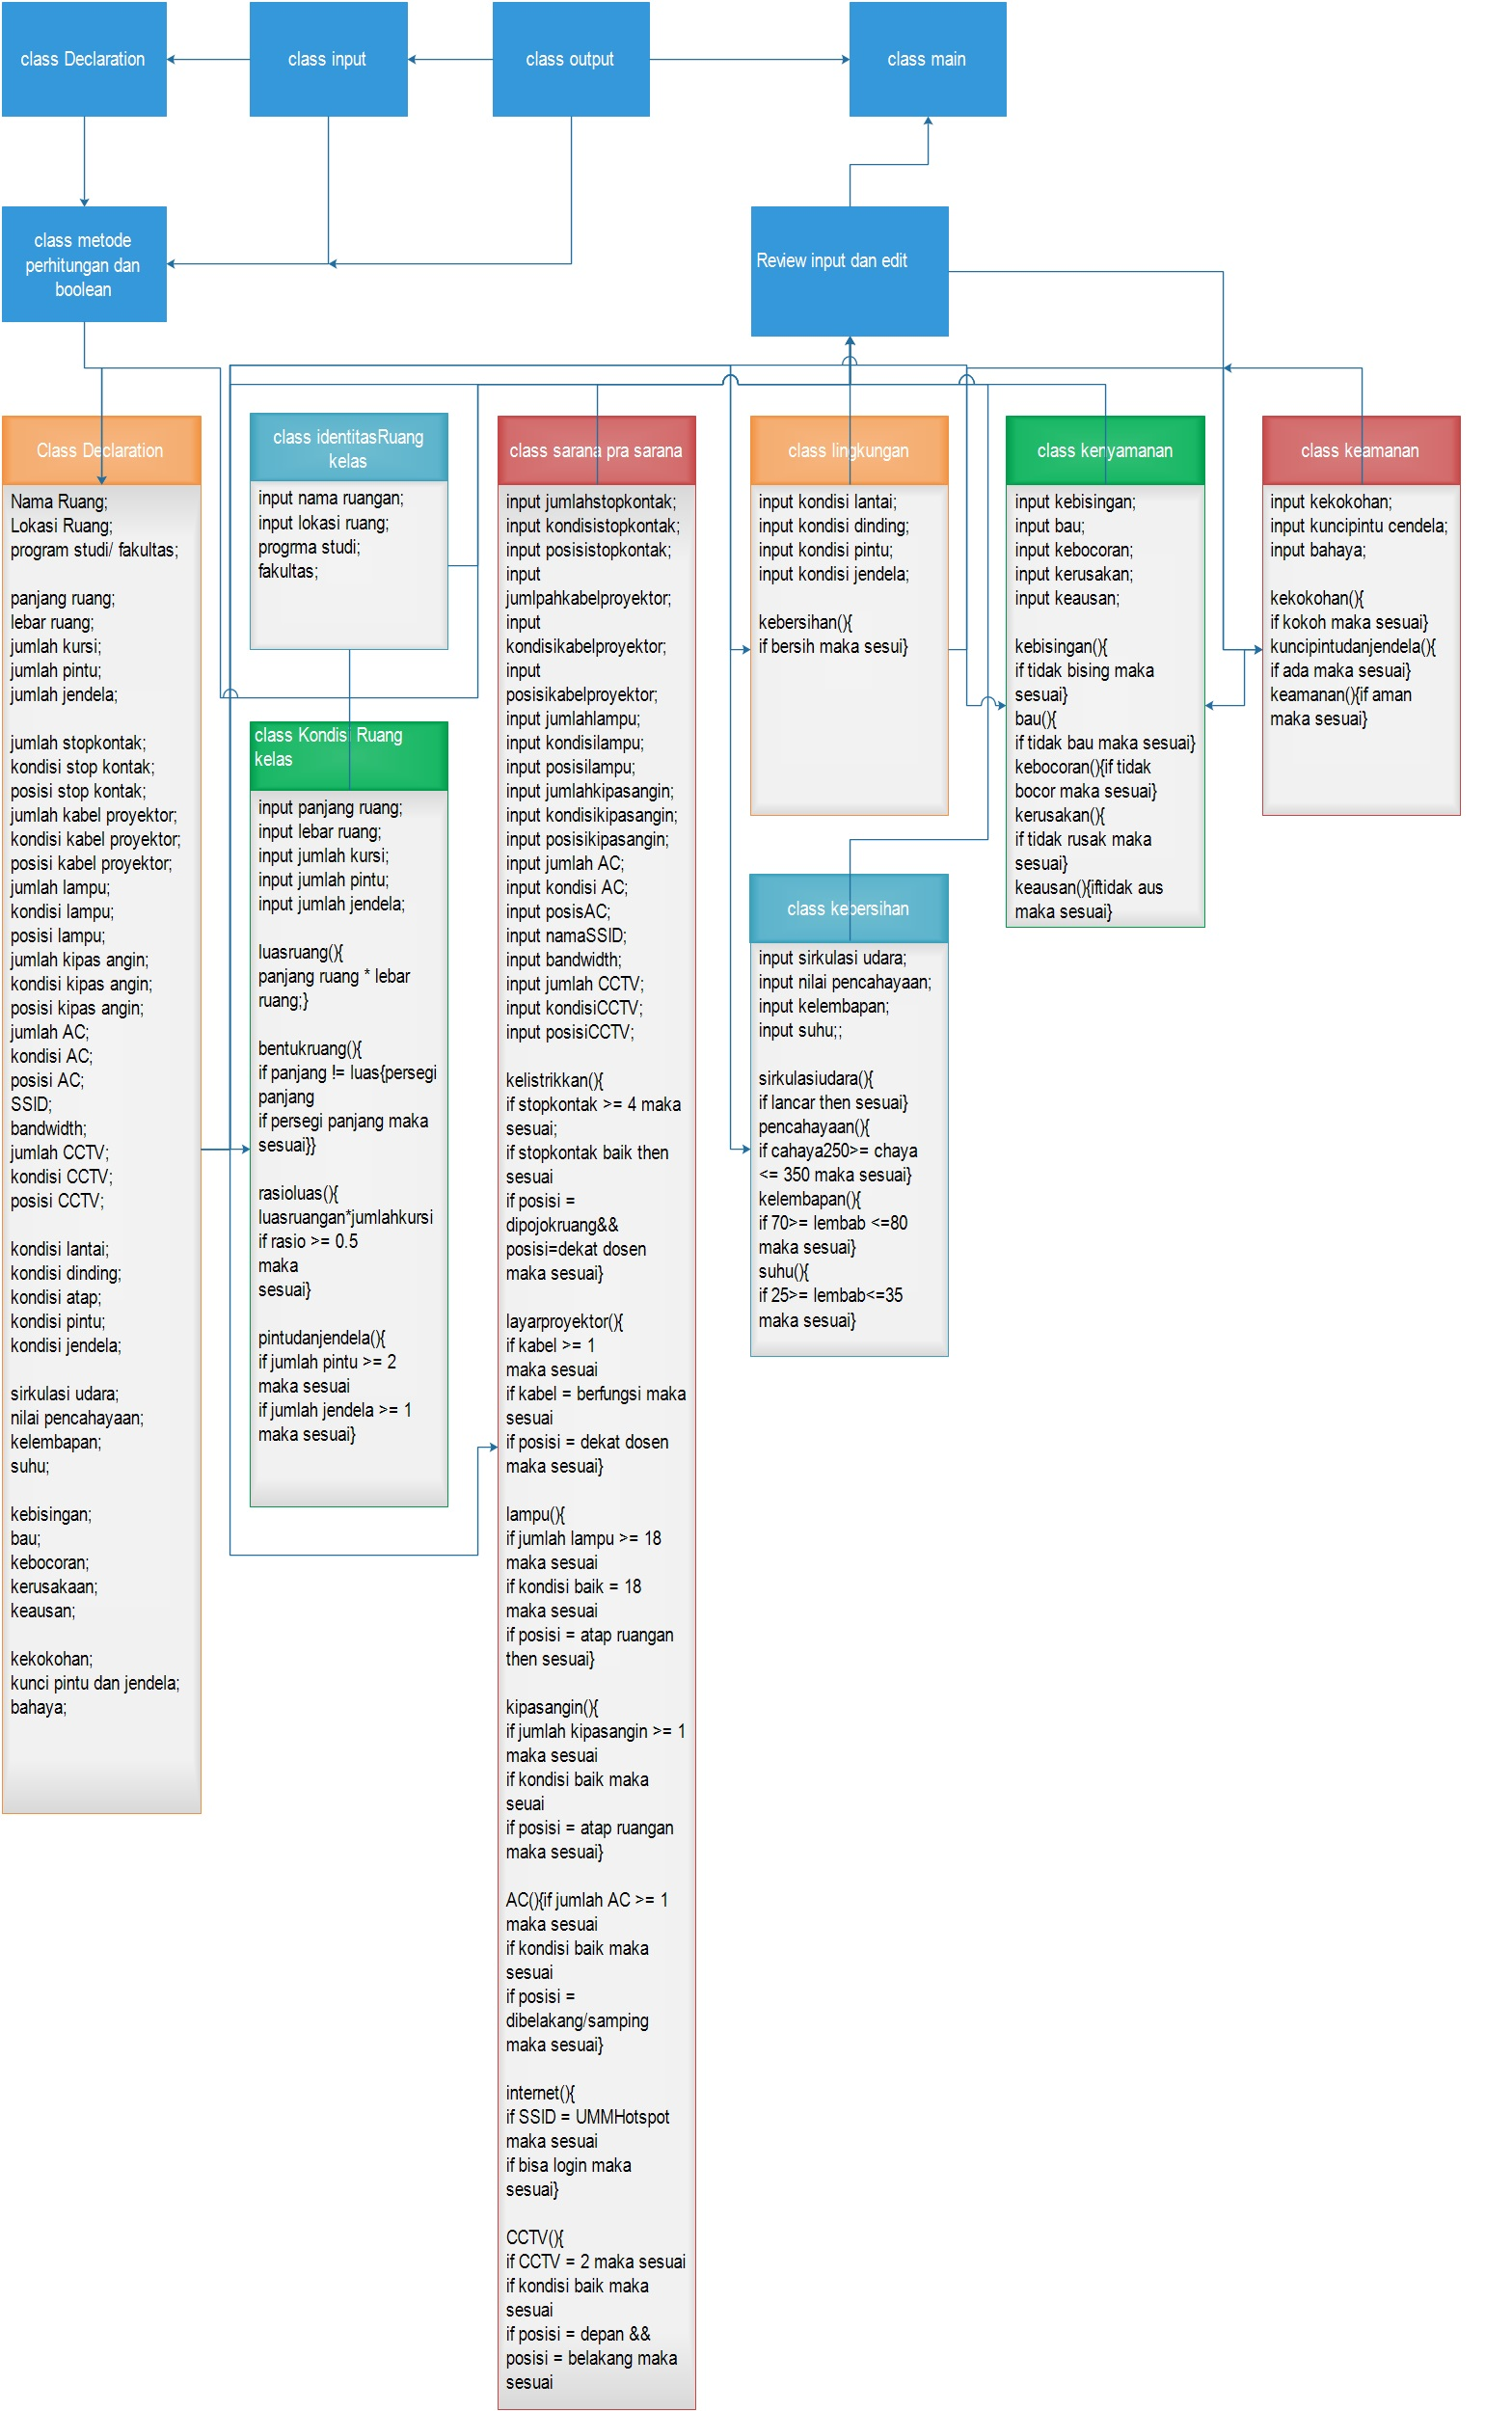 class Declaration
class input
class output
class main
class metode
perhitungan dan
boolean
Review input dan edit
Class Declaration
Nama Ruang;
Lokasi Ruang;
program studi/ fakultas;
panjang ruang;
lebar ruang;
jumlah kursi;
jumlah pintu;
jumlah jendela;
jumlah stopkontak;
kondisi stop kontak;
posisi stop kontak;
jumlah kabel proyektor;
kondisi kabel proyektor;
posisi kabel proyektor;
jumlah lampu;
kondisi lampu;
posisi lampu;
jumlah kipas angin;
kondisi kipas angin;
posisi kipas angin;
jumlah AC;
kondisi AC;
posisi AC;
SSID;
bandwidth;
jumlah CCTV;
kondisi CCTV;
posisi CCTV;
kondisi lantai;
kondisi dinding;
kondisi atap;
kondisi pintu;
kondisi jendela;
sirkulasi udara;
nilai pencahayaan;
kelembapan;
suhu;
kebisingan;
bau;
kebocoran;
kerusakaan;
keausan;
kekokohan;
kunci pintu dan jendela;
bahaya;
class identitasRuang
kelas
input nama ruangan;
input lokasi ruang;
progrma studi;
fakultas;
class Kondisi Ruang
kelas
input panjang ruang;
input lebar ruang;
input jumlah kursi;
input jumlah pintu;
input jumlah jendela;
luasruang(){
panjang ruang * lebar
ruang;}
bentukruang(){
if panjang != luas{persegi
panjang
if persegi panjang maka
sesuai}}
rasioluas(){
luasruangan*jumlahkursi
if rasio >= 0.5
maka
sesuai}
pintudanjendela(){
if jumlah pintu >= 2
maka sesuai
if jumlah jendela >= 1
maka sesuai}
class sarana pra sarana
input jumlahstopkontak;
input kondisistopkontak;
input posisistopkontak;
input
jumlpahkabelproyektor;
input
kondisikabelproyektor;
input
posisikabelproyektor;
input jumlahlampu;
input kondisilampu;
input posisilampu;
input jumlahkipasangin;
input kondisikipasangin;
input posisikipasangin;
input jumlah AC;
input kondisi AC;
input posisAC;
input namaSSID;
input bandwidth;
input jumlah CCTV;
input kondisiCCTV;
input posisiCCTV;
kelistrikkan(){
if stopkontak >= 4 maka
sesuai;
if stopkontak baik then
sesuai
if posisi =
dipojokruang&&
posisi=dekat dosen
maka sesuai}
layarproyektor(){
if kabel >= 1
maka sesuai
if kabel = berfungsi maka
sesuai
if posisi = dekat dosen
maka sesuai}
lampu(){
if jumlah lampu >= 18
maka sesuai
if kondisi baik = 18
maka sesuai
if posisi = atap ruangan
then sesuai}
kipasangin(){
if jumlah kipasangin >= 1
maka sesuai
if kondisi baik maka
seuai
if posisi = atap ruangan
maka sesuai}
AC(){if jumlah AC >= 1
maka sesuai
if kondisi baik maka
sesuai
if posisi =
dibelakang/samping
maka sesuai}
internet(){
if SSID = UMMHotspot
maka sesuai
if bisa login maka
sesuai}
CCTV(){
if CCTV = 2 maka sesuai
if kondisi baik maka
sesuai
if posisi = depan &&
posisi = belakang maka
sesuai
class lingkungan
input kondisi lantai;
input kondisi dinding;
input kondisi pintu;
input kondisi jendela;
kebersihan(){
if bersih maka sesui}
class kebersihan
input sirkulasi udara;
input nilai pencahayaan;
input kelembapan;
input suhu;;
sirkulasiudara(){
if lancar then sesuai}
pencahayaan(){
if cahaya250>= chaya
<= 350 maka sesuai}
kelembapan(){
if 70>= lembab <=80
maka sesuai}
suhu(){
if 25>= lembab<=35
maka sesuai}
class kenyamanan
input kebisingan;
input bau;
input kebocoran;
input kerusakan;
input keausan;
kebisingan(){
if tidak bising maka
sesuai}
bau(){
if tidak bau maka sesuai}
kebocoran(){if tidak
bocor maka sesuai}
kerusakan(){
if tidak rusak maka
sesuai}
keausan(){iftidak aus
maka sesuai}
class keamanan
input kekokohan;
input kuncipintu cendela;
input bahaya;
kekokohan(){
if kokoh maka sesuai}
kuncipintudanjendela(){
if ada maka sesuai}
keamanan(){if aman
maka sesuai}